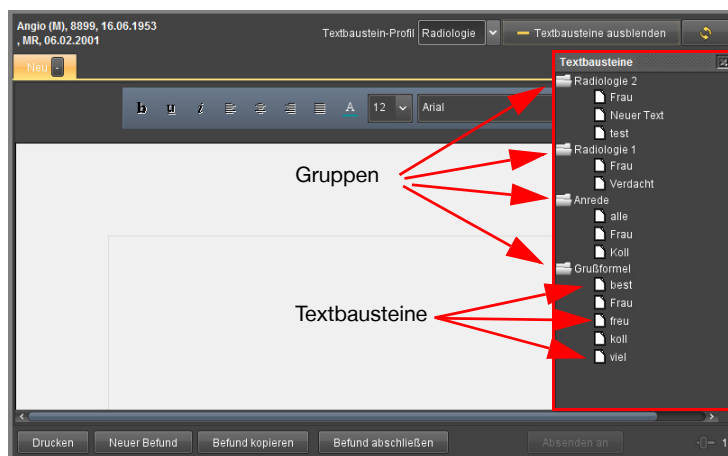 Angio (M), 8899, 16.06.1953
, MR, 06.02.2001
Textbaustein-Profil Radiologie Textbausteine ausblenden
Neu -
Textbausteine
b u i A 12 Arial
Radiologie 2
Frau
Neuer Text
test
Radiologie 1
Frau
Verdacht
Anrede
alle
Frau
Koll
Grußformel
best
Frau
freu
koll
viel
Gruppen
Textbausteine
Drucken Neuer Befund Befund kopieren Befund abschließen Absenden an 1